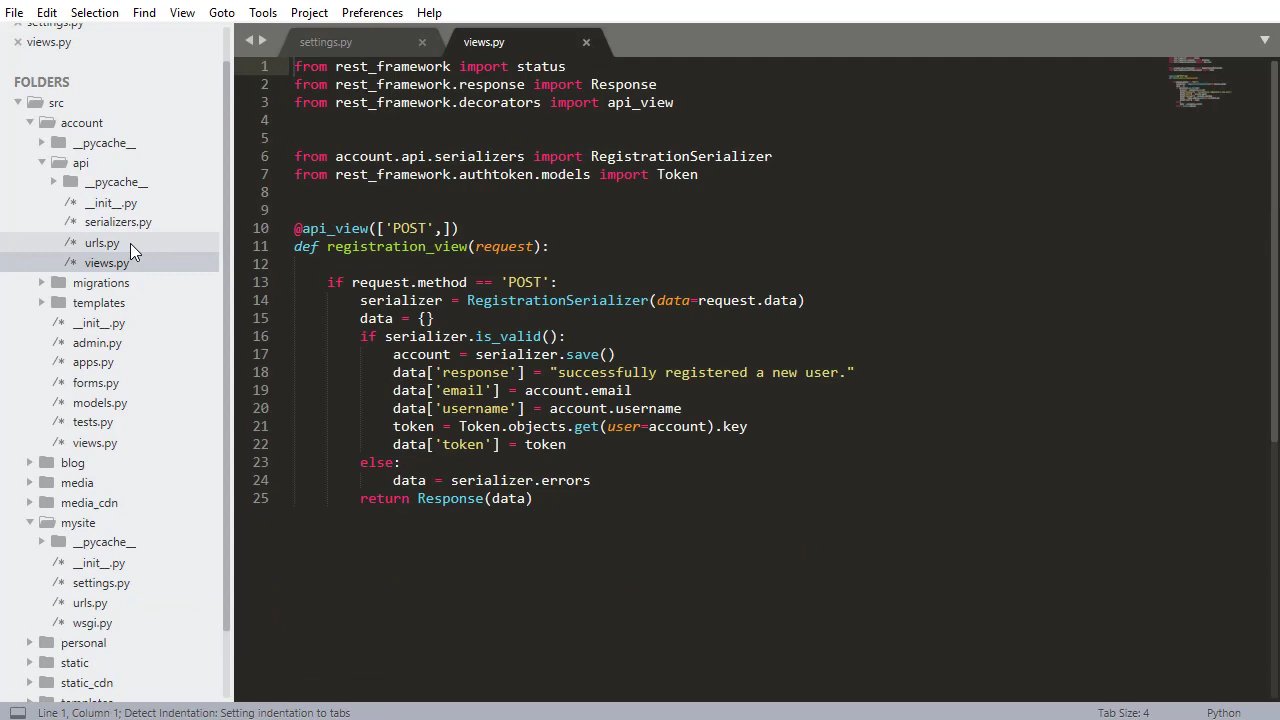 File Edit Selection Find View Goto Tools Project Preferences Help
settings.py
views.py
FOLDERS
src
account
__pycache__
api
__pycache__
/* __init__.py
/* serializers.py
/* urls.py
/* views.py
migrations
templates
/* __init__.py
/* admin.py
/* apps.py
/* forms.py
/* models.py
/* tests.py
/* views.py
blog
media
media_cdn
mysite
__pycache__
/* __init__.py
/* settings.py
/* urls.py
/* wsgi.py
personal
static
static_cdn
templates
settings.py views.py
1 from rest_framework import status
2 from rest_framework.response import Response
3 from rest_framework.decorators import api_view
4
5
6 from account.api.serializers import RegistrationSerializer
7 from rest_framework.authtoken.models import Token
8
9
10 @api_view(['POST',])
11 def registration_view(request):
12
13 if request.method == 'POST':
14 serializer = RegistrationSerializer(data=request.data)
15 data = {}
16 if serializer.is_valid():
17 account = serializer.save()
18 data['response'] = "successfully registered a new user."
19 data['email'] = account.email
20 data['username'] = account.username
21 token = Token.objects.get(user=account).key
22 data['token'] = token
23 else:
24 data = serializer.errors
25 return Response(data)
Line 1, Column 1; Detect Indentation: Setting indentation to tabs Tab Size: 4 Python